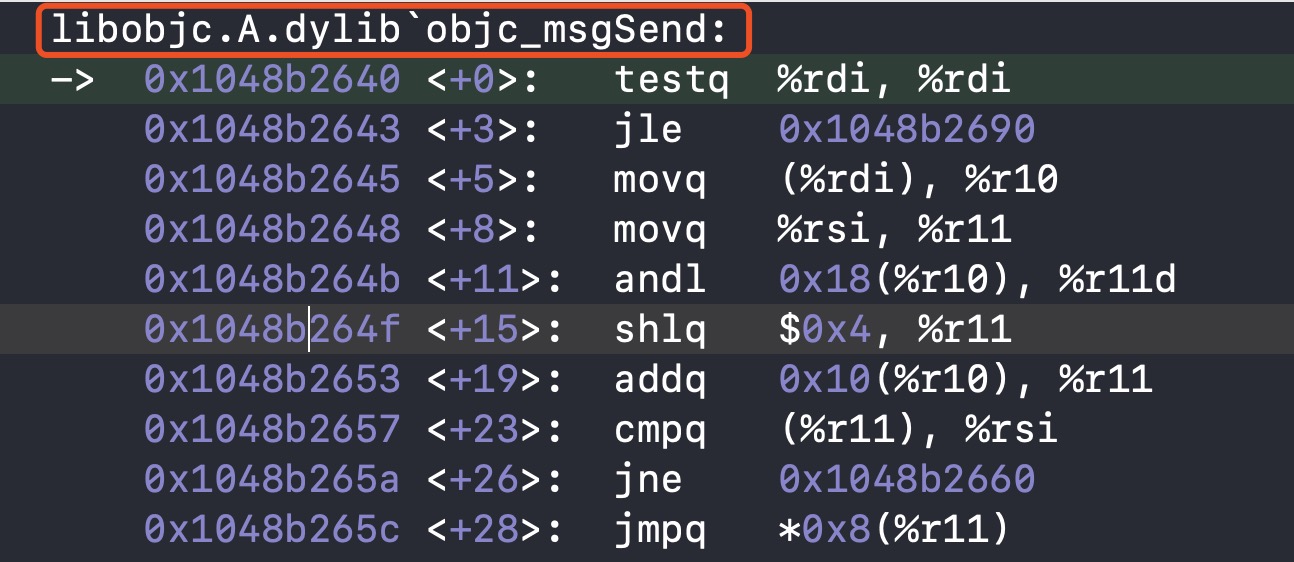 libobjc.A.dylib`objc_msgSend:
->  0x1048b2640 <+0>:   testq  %rdi, %rdi
0x1048b2643 <+3>:   jle    0x1048b2690
0x1048b2645 <+5>:   movq   (%rdi), %r10
0x1048b2648 <+8>:   movq   %rsi, %r11
0x1048b264b <+11>:  andl   0x18(%r10), %r11d
0x1048b264f <+15>:  shlq   $0x4, %r11
0x1048b2653 <+19>:  addq   0x10(%r10), %r11
0x1048b2657 <+23>:  cmpq   (%r11), %rsi
0x1048b265a <+26>:  jne    0x1048b2660
0x1048b265c <+28>:  jmpq   *0x8(%r11)